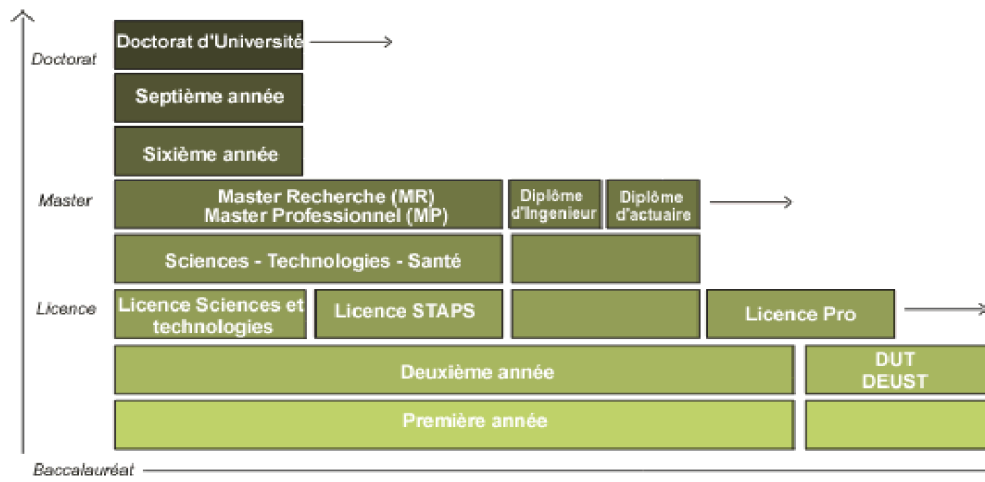 Doctorat
Doctorat d'Université
Septième année
Sixième année
Master
Master Recherche (MR)
Master Professionnel (MP)
Diplôme
d'Ingenieur
Diplôme
d'actuaire
Sciences - Technologies - Santé
Licence
Licence Sciences et
technologies
Licence STAPS
Licence Pro
Deuxième année
DUT
DEUST
Première année
Baccalauréat